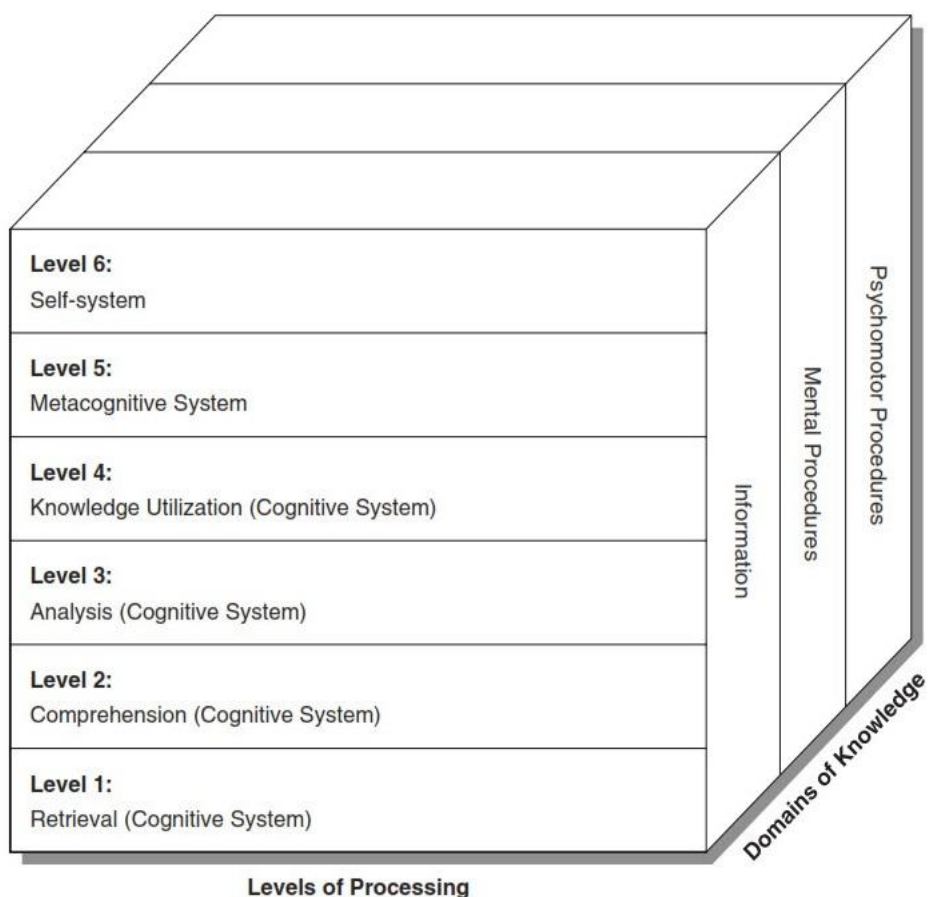 Level 6:
Self-system
Level 5:
Metacognitive System
Level 4:
Knowledge Utilization (Cognitive System)
Level 3:
Analysis (Cognitive System)
Level 2:
Comprehension (Cognitive System)
Level 1:
Retrieval (Cognitive System)
Information
Mental Procedures
Psychomotor Procedures
Levels of Processing
Domains of Knowledge